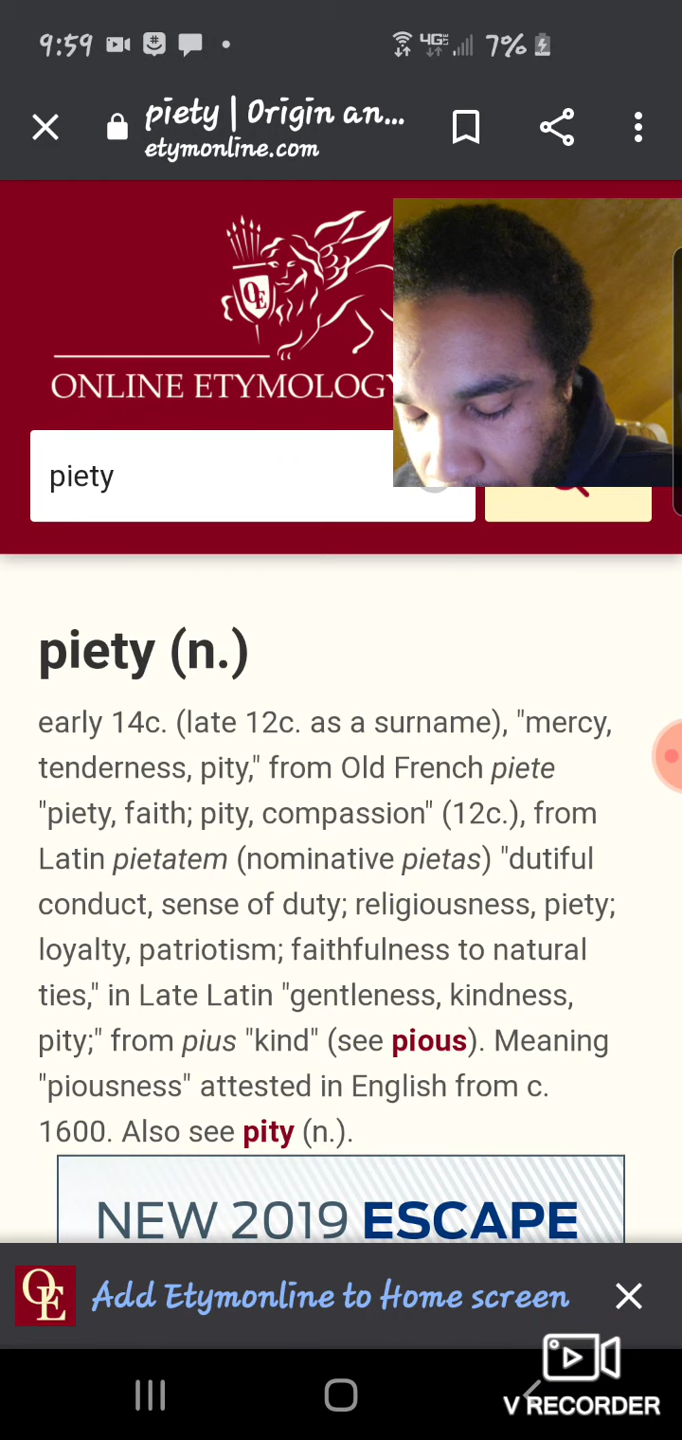 9:59 4G 7%
piety | Origin an...
etymonline.com
OE
ONLINE ETYMOLOGY
piety
piety (n.)
early 14c. (late 12c. as a surname), "mercy,
tenderness, pity," from Old French piete
"piety, faith; pity, compassion" (12c.), from
Latin pietatem (nominative pietas) "dutiful
conduct, sense of duty; religiousness, piety;
loyalty, patriotism; faithfulness to natural
ties," in Late Latin "gentleness, kindness,
pity;" from pius "kind" (see pious). Meaning
"piousness" attested in English from c.
1600. Also see pity (n.).
NEW 2019 ESCAPE
OE Add Etymonline to Home screen
V RECORDER